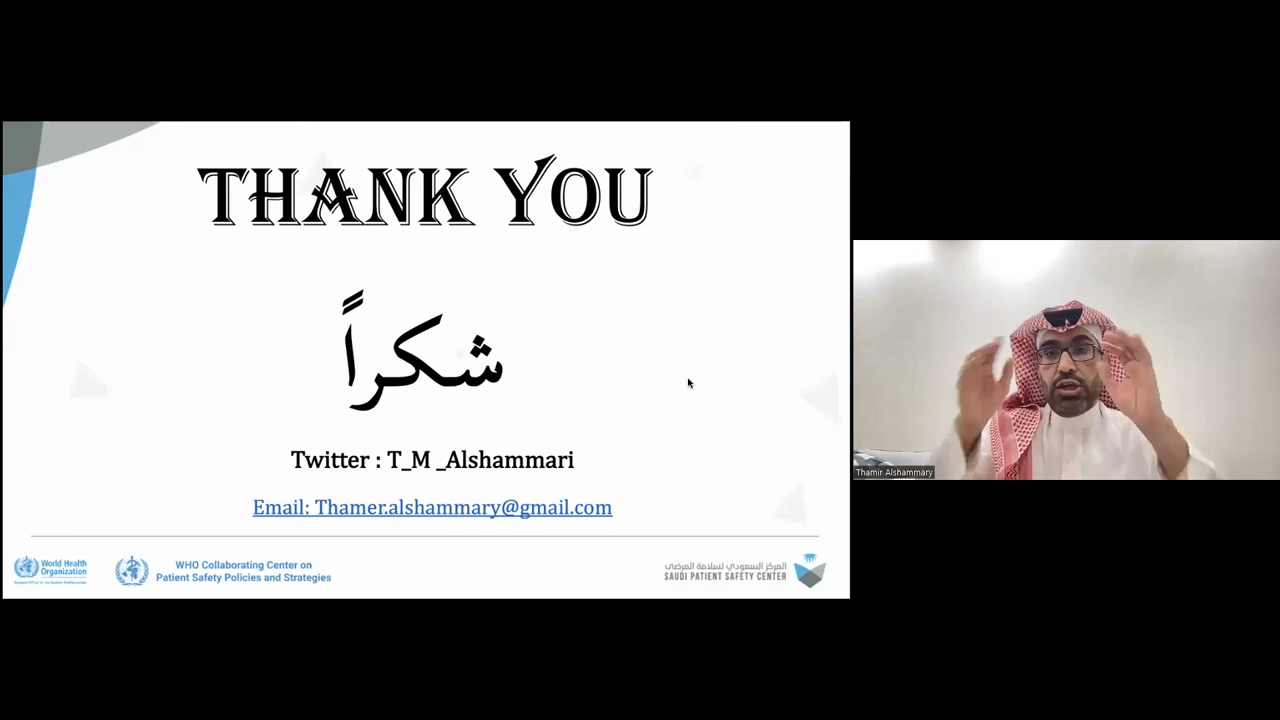 THANK YOU
شكراً
Twitter : T_M _Alshammari
Email: Thamer.alshammary@gmail.com
World Health
Organization
WHO Collaborating Center on
Patient Safety Policies and Strategies
المركز السعودي لسلامة المرضى
SAUDI PATIENT SAFETY CENTER
Thamir Alshammary